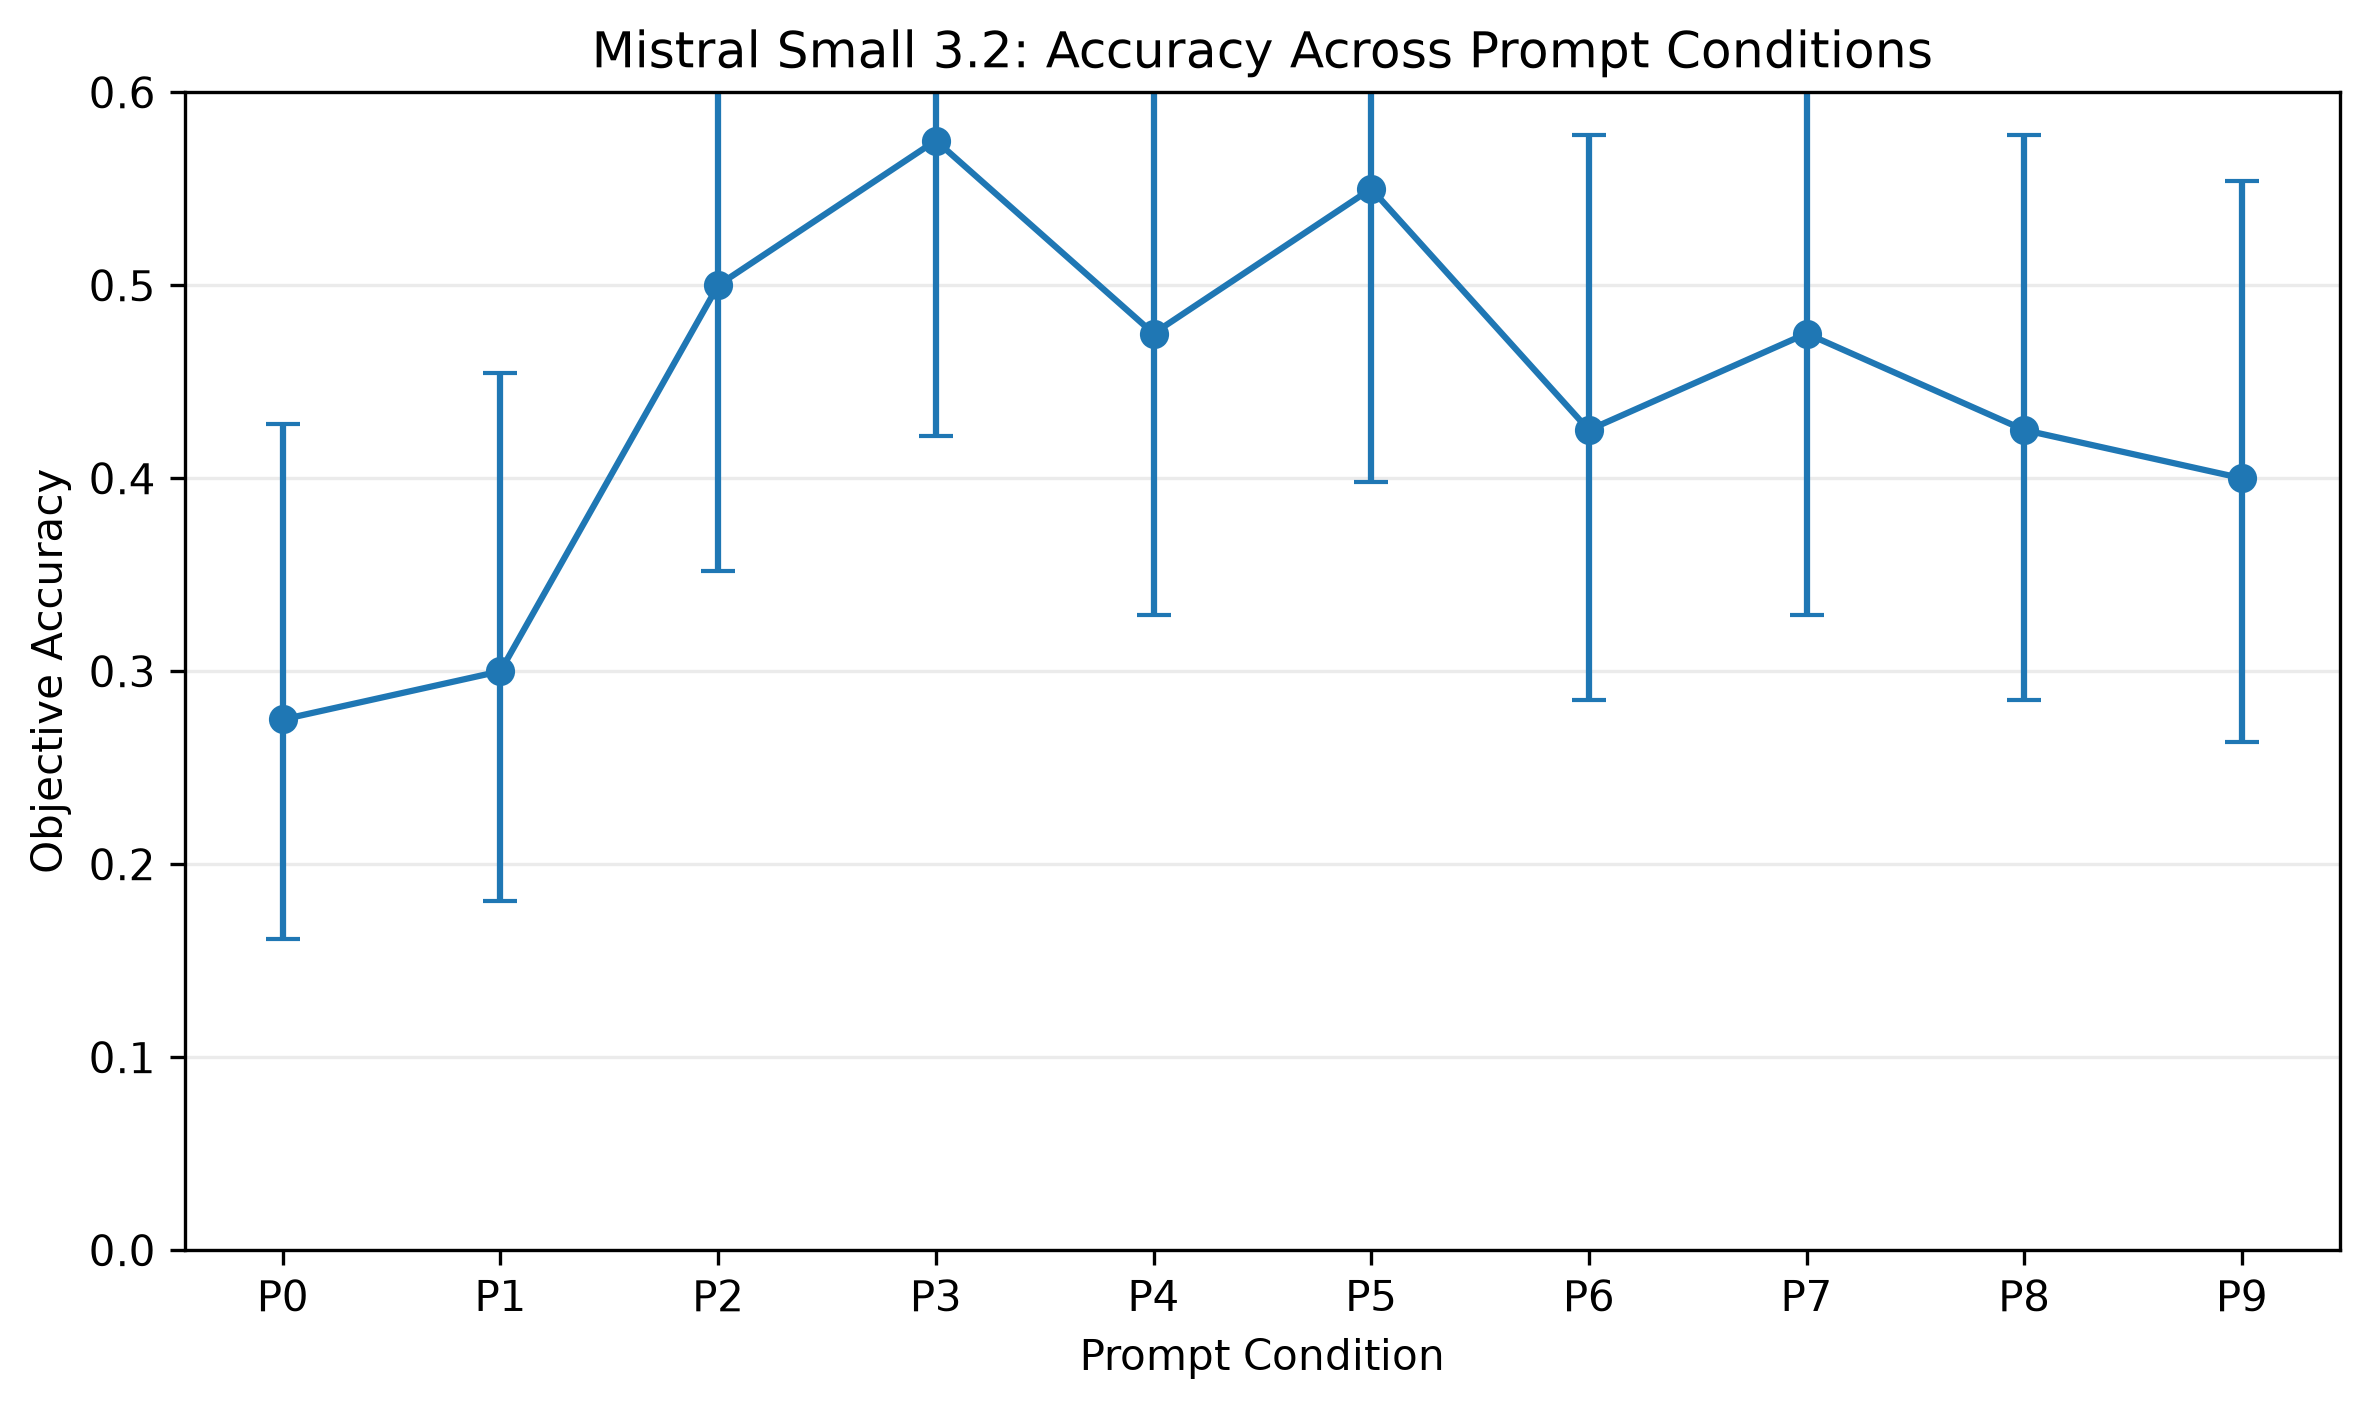 Mistral Small 3.2: Accuracy Across Prompt Conditions
0.6
0.5
0.4
0.3
0.2
0.1
0.0
Objective Accuracy
P0 P1 P2 P3 P4 P5 P6 P7 P8 P9
Prompt Condition